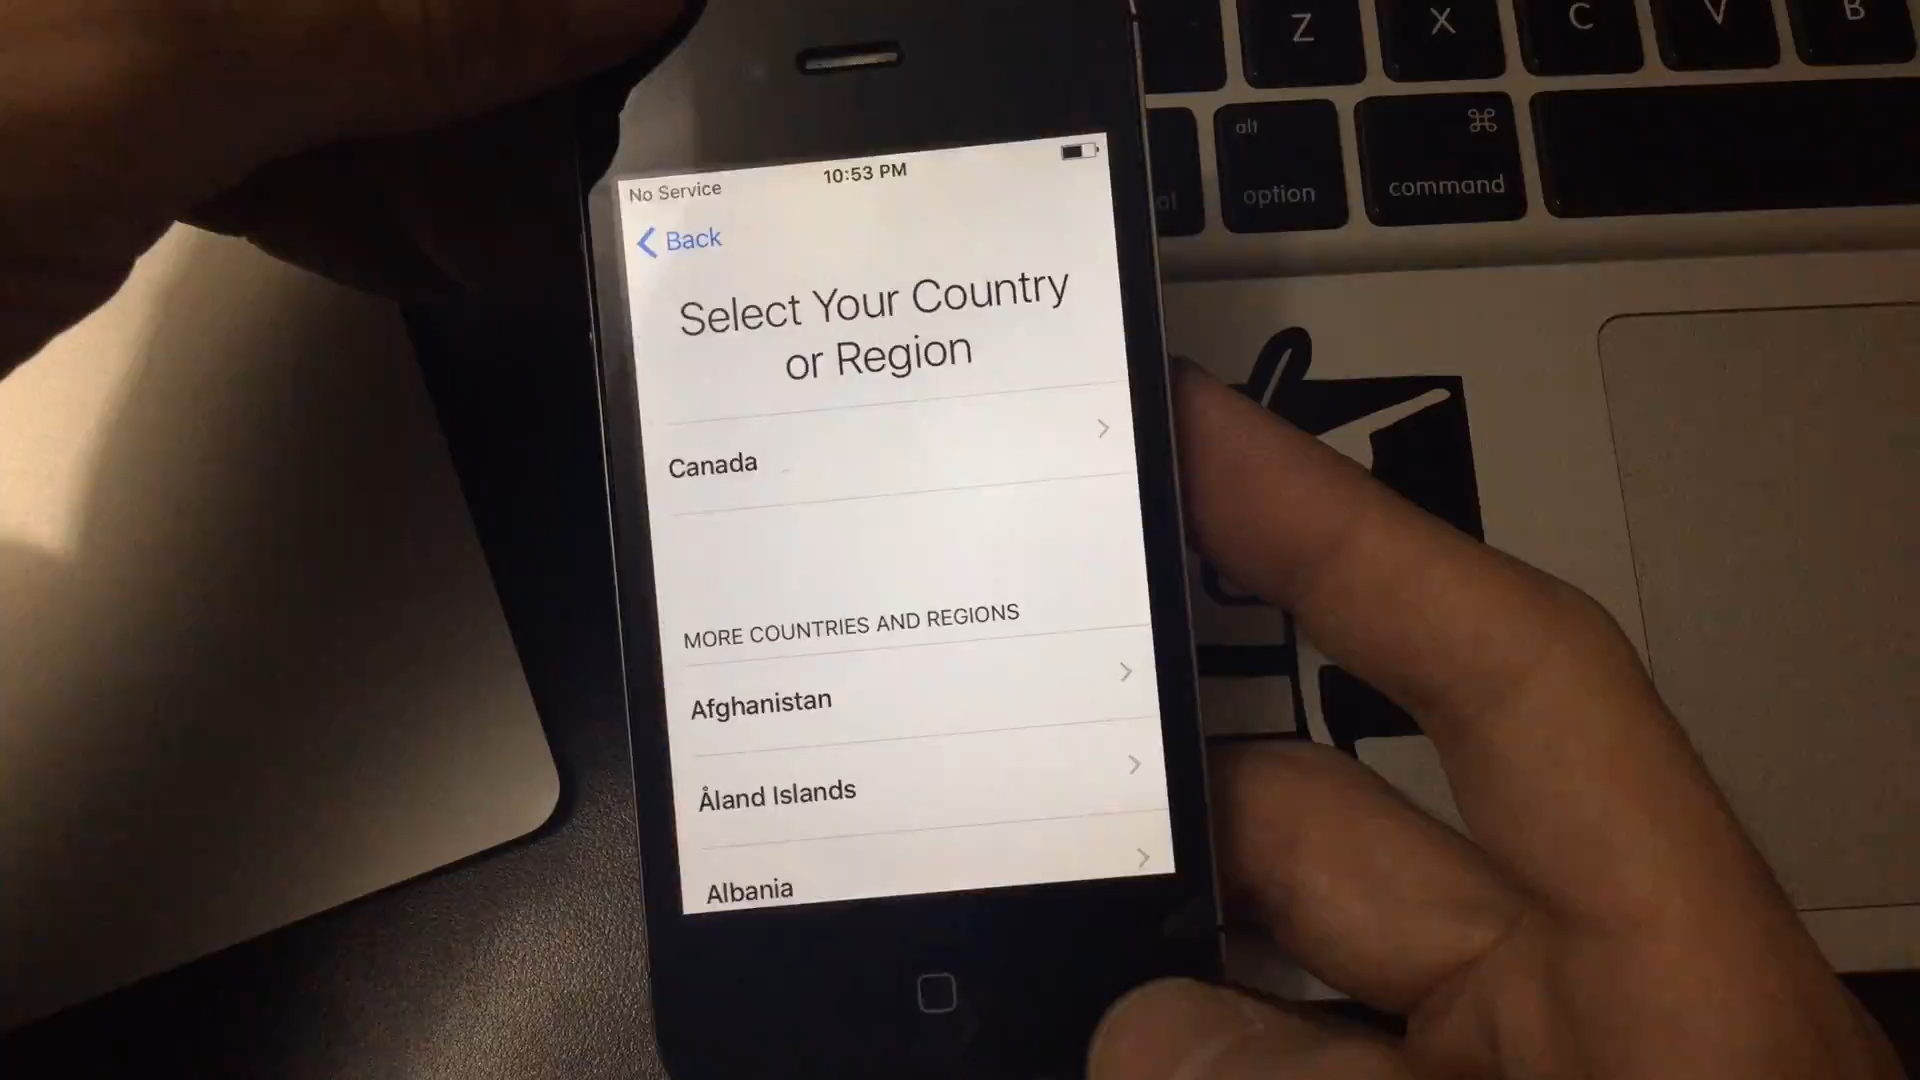 Z X C V B
alt ⌘
option command
No Service 10:53 PM
Back
Select Your Country
or Region
Canada
MORE COUNTRIES AND REGIONS
Afghanistan
Åland Islands
Albania